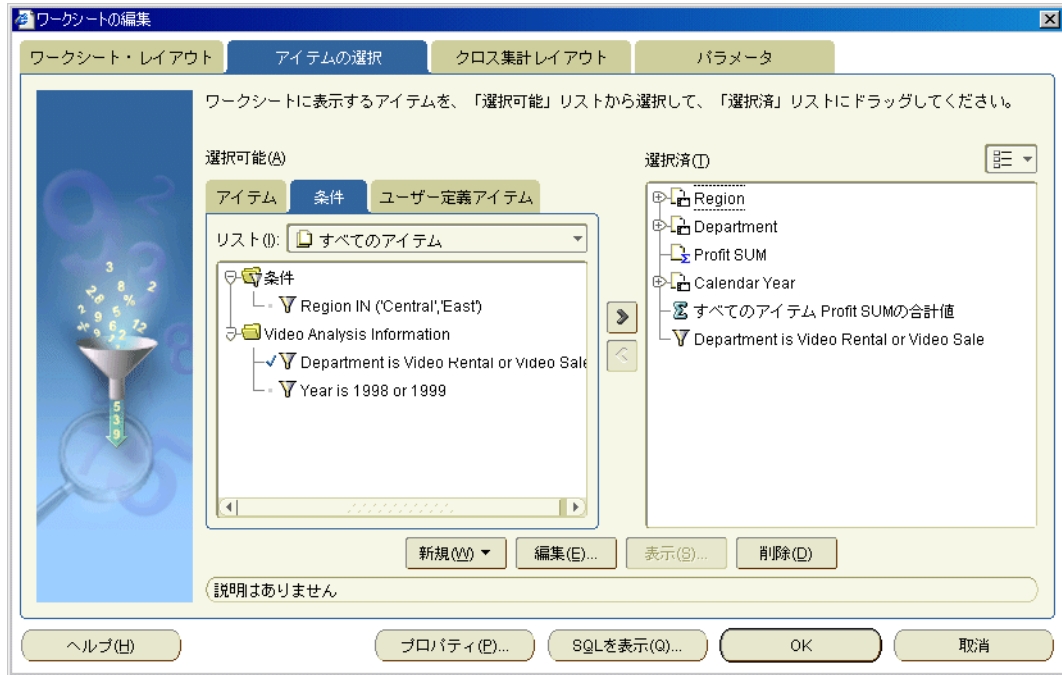 ワークシートの編集
ワークシート・レイアウト アイテムの選択 クロス集計レイアウト パラメータ
ワークシートに表示するアイテムを、「選択可能」リストから選択して、「選択済」リストにドラッグしてください。
選択可能(A)
選択済(T)
アイテム 条件 ユーザー定義アイテム
リスト(I): すべてのアイテム
条件
Region IN ('Central','East')
Video Analysis Information
Department is Video Rental or Video Sale
Year is 1998 or 1999
Region
Department
Profit SUM
Calendar Year
すべてのアイテム Profit SUMの合計値
Department is Video Rental or Video Sale
新規(W) 編集(E)... 表示(S)... 削除(D)
説明はありません
ヘルプ(H) プロパティ(P)... SQLを表示(Q)... OK 取消